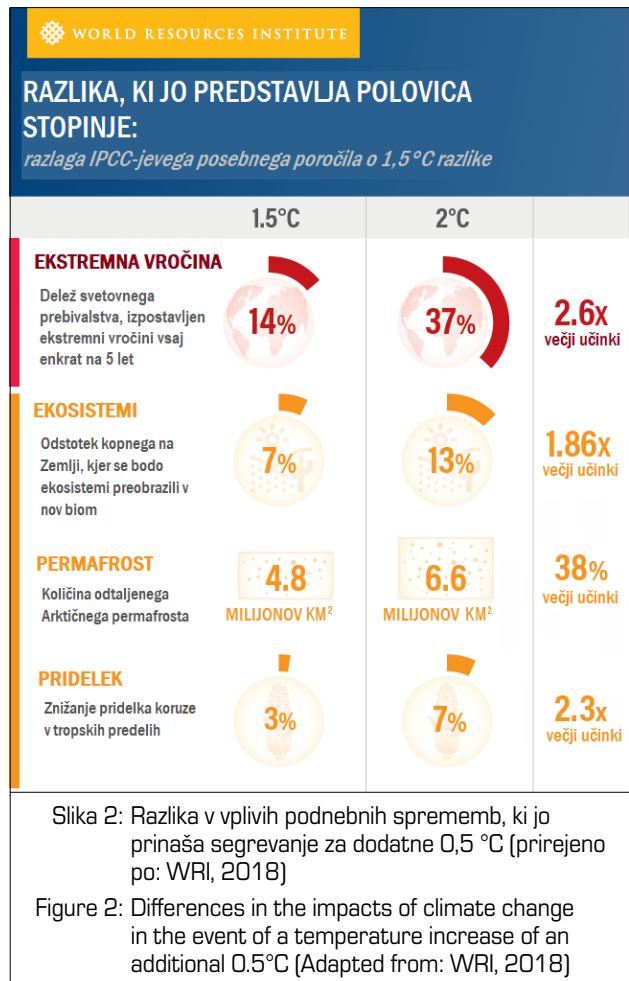 WORLD RESOURCES INSTITUTE
RAZLIKA, KI JO PREDSTAVLJA POLOVICA
STOPINJE:
razlaga IPCC-jevega posebnega poročila o 1,5°C razlike
1.5°C
2°C
EKSTREMNA VROČINA
Delež svetovnega
prebivalstva, izpostavljen
ekstremni vročini vsaj
enkrat na 5 let
14%
37%
2.6x
večji učinki
EKOSISTEMI
Odstotek kopnega na
Zemlji, kjer se bodo
ekosistemi preobrazili v
nov biom
7%
13%
1.86x
večji učinki
PERMAFROST
Količina odtaljenega
Arktičnega permafrosta
4.8
MILIJONOV KM²
6.6
MILIJONOV KM²
38%
večji učinki
PRIDELEK
Znižanje pridelka koruze
v tropskih predelih
3%
7%
2.3x
večji učinki
Slika 2: Razlika v vplivih podnebnih sprememb, ki jo
prinaša segrevanje za dodatne 0,5 °C (prirejeno
po: WRI, 2018)
Figure 2: Differences in the impacts of climate change
in the event of a temperature increase of an
additional 0.5°C (Adapted from: WRI, 2018)